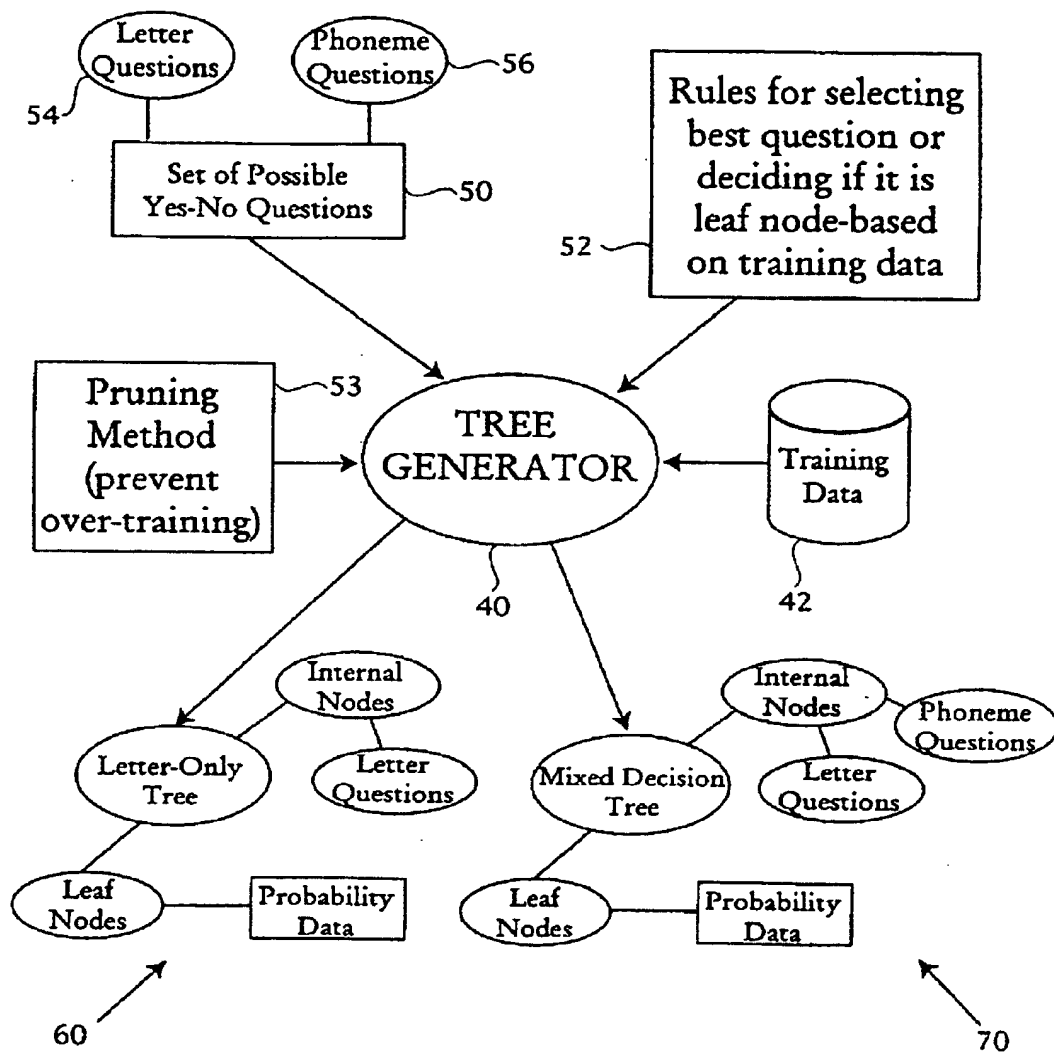 Letter
Questions
54
Phoneme
Questions
56
Set of Possible
Yes-No Questions
50
Rules for selecting
best question or
deciding if it is
leaf node-based
on training data
52
Pruning
Method
(prevent
over-training)
53
TREE
GENERATOR
40
Training
Data
42
Internal
Nodes
Letter-Only
Tree
Letter
Questions
Leaf
Nodes
Probability
Data
60
Internal
Nodes
Phoneme
Questions
Mixed Decision
Tree
Letter
Questions
Leaf
Nodes
Probability
Data
70